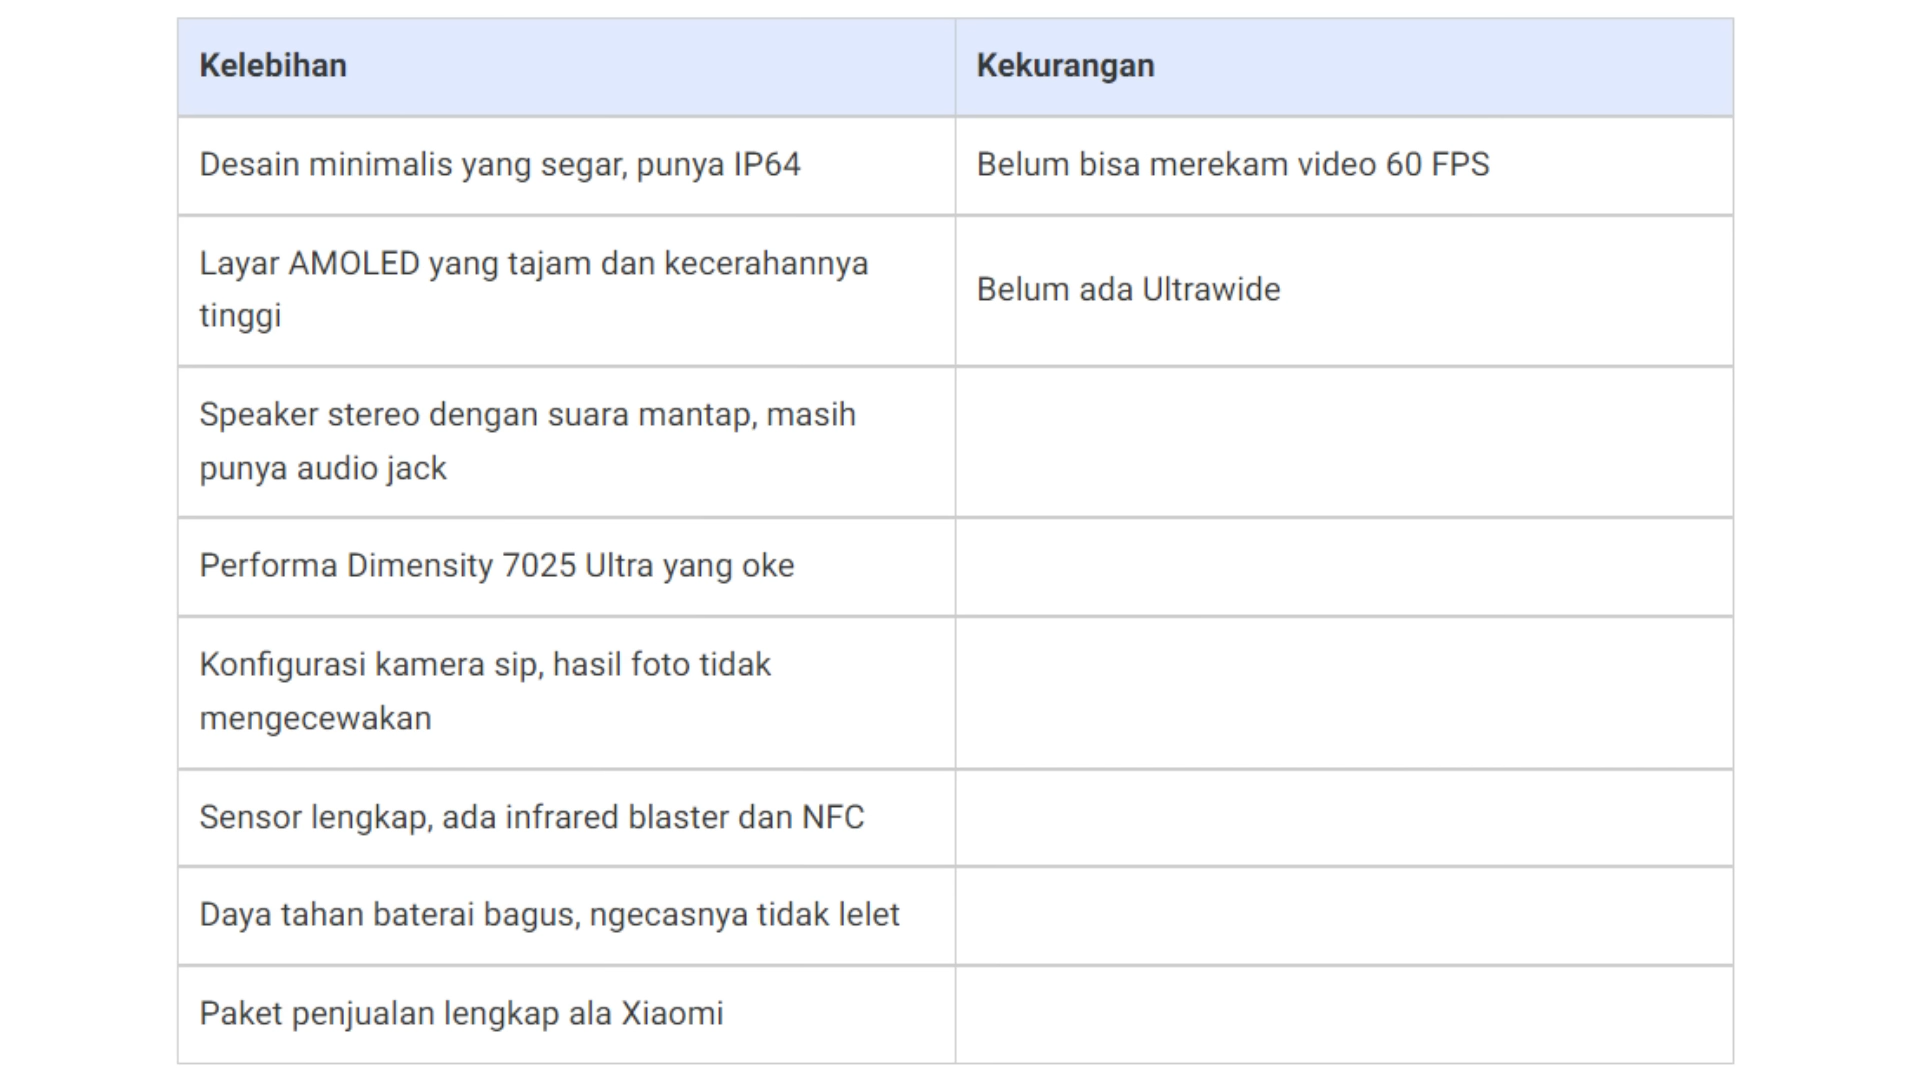 Kelebihan
Kekurangan
Desain minimalis yang segar, punya IP64
Belum bisa merekam video 60 FPS
Layar AMOLED yang tajam dan kecerahannya
tinggi
Belum ada Ultrawide
Speaker stereo dengan suara mantap, masih
punya audio jack
Performa Dimensity 7025 Ultra yang oke
Konfigurasi kamera sip, hasil foto tidak
mengecewakan
Sensor lengkap, ada infrared blaster dan NFC
Daya tahan baterai bagus, ngecasnya tidak lelet
Paket penjualan lengkap ala Xiaomi